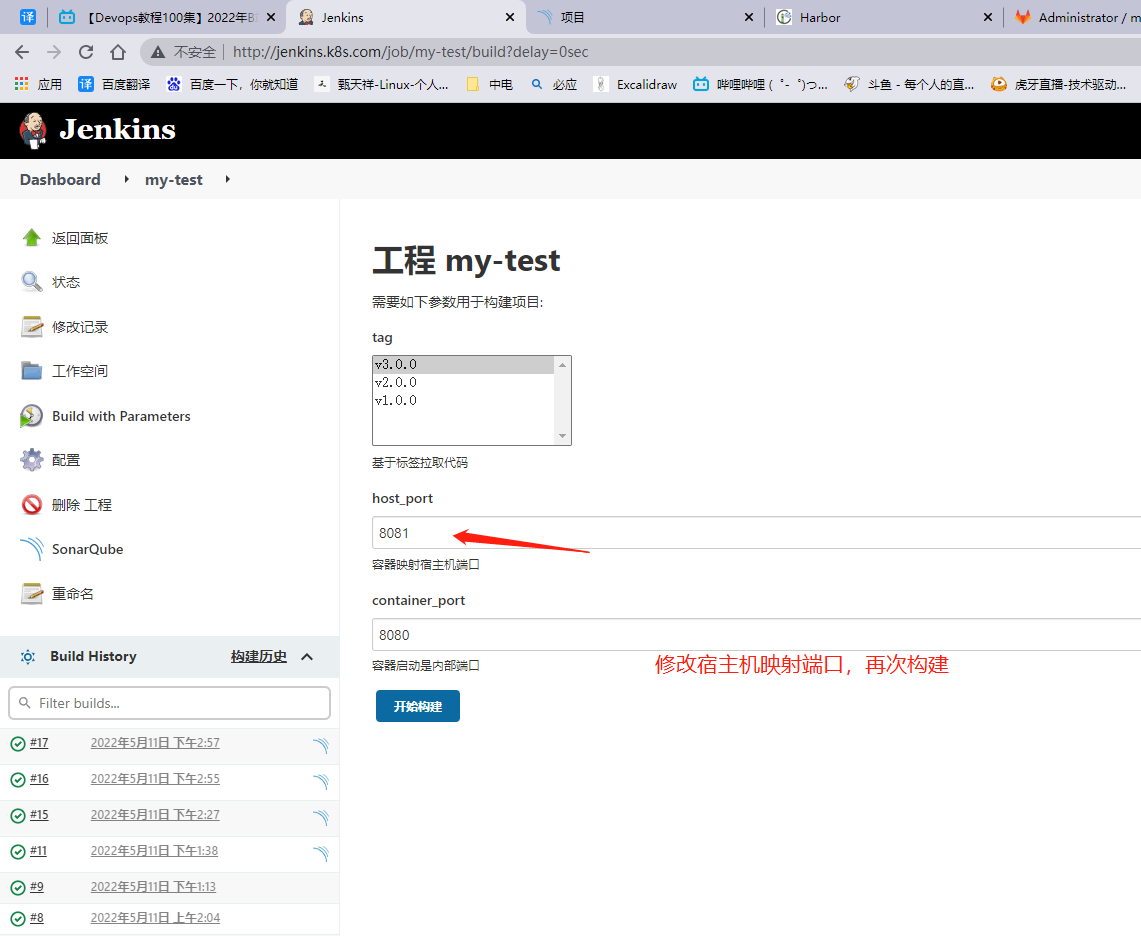 译
【Devops教程100集】2022年B
Jenkins
项目
Harbor
Administrator / m
不安全
http://jenkins.k8s.com/job/my-test/build?delay=0sec
应用
译
百度翻译
百度一下，你就知道
甄天祥-Linux-个人...
中电
必应
Excalidraw
哔哩哔哩 (゜-゜)つ...
斗鱼 - 每个人的直...
虎牙直播-技术驱动...
Jenkins
Dashboard
my-test
返回面板
状态
修改记录
工作空间
Build with Parameters
配置
删除 工程
SonarQube
重命名
工程 my-test
需要如下参数用于构建项目:
tag
v3.0.0
v2.0.0
v1.0.0
基于标签拉取代码
host_port
8081
容器映射宿主机端口
container_port
8080
容器启动是内部端口
修改宿主机映射端口，再次构建
开始构建
Build History
构建历史
Filter builds...
#17 2022年5月11日 下午2:57
#16 2022年5月11日 下午2:55
#15 2022年5月11日 下午2:27
#11 2022年5月11日 下午1:38
#9 2022年5月11日 下午1:13
#8 2022年5月11日 上午2:04